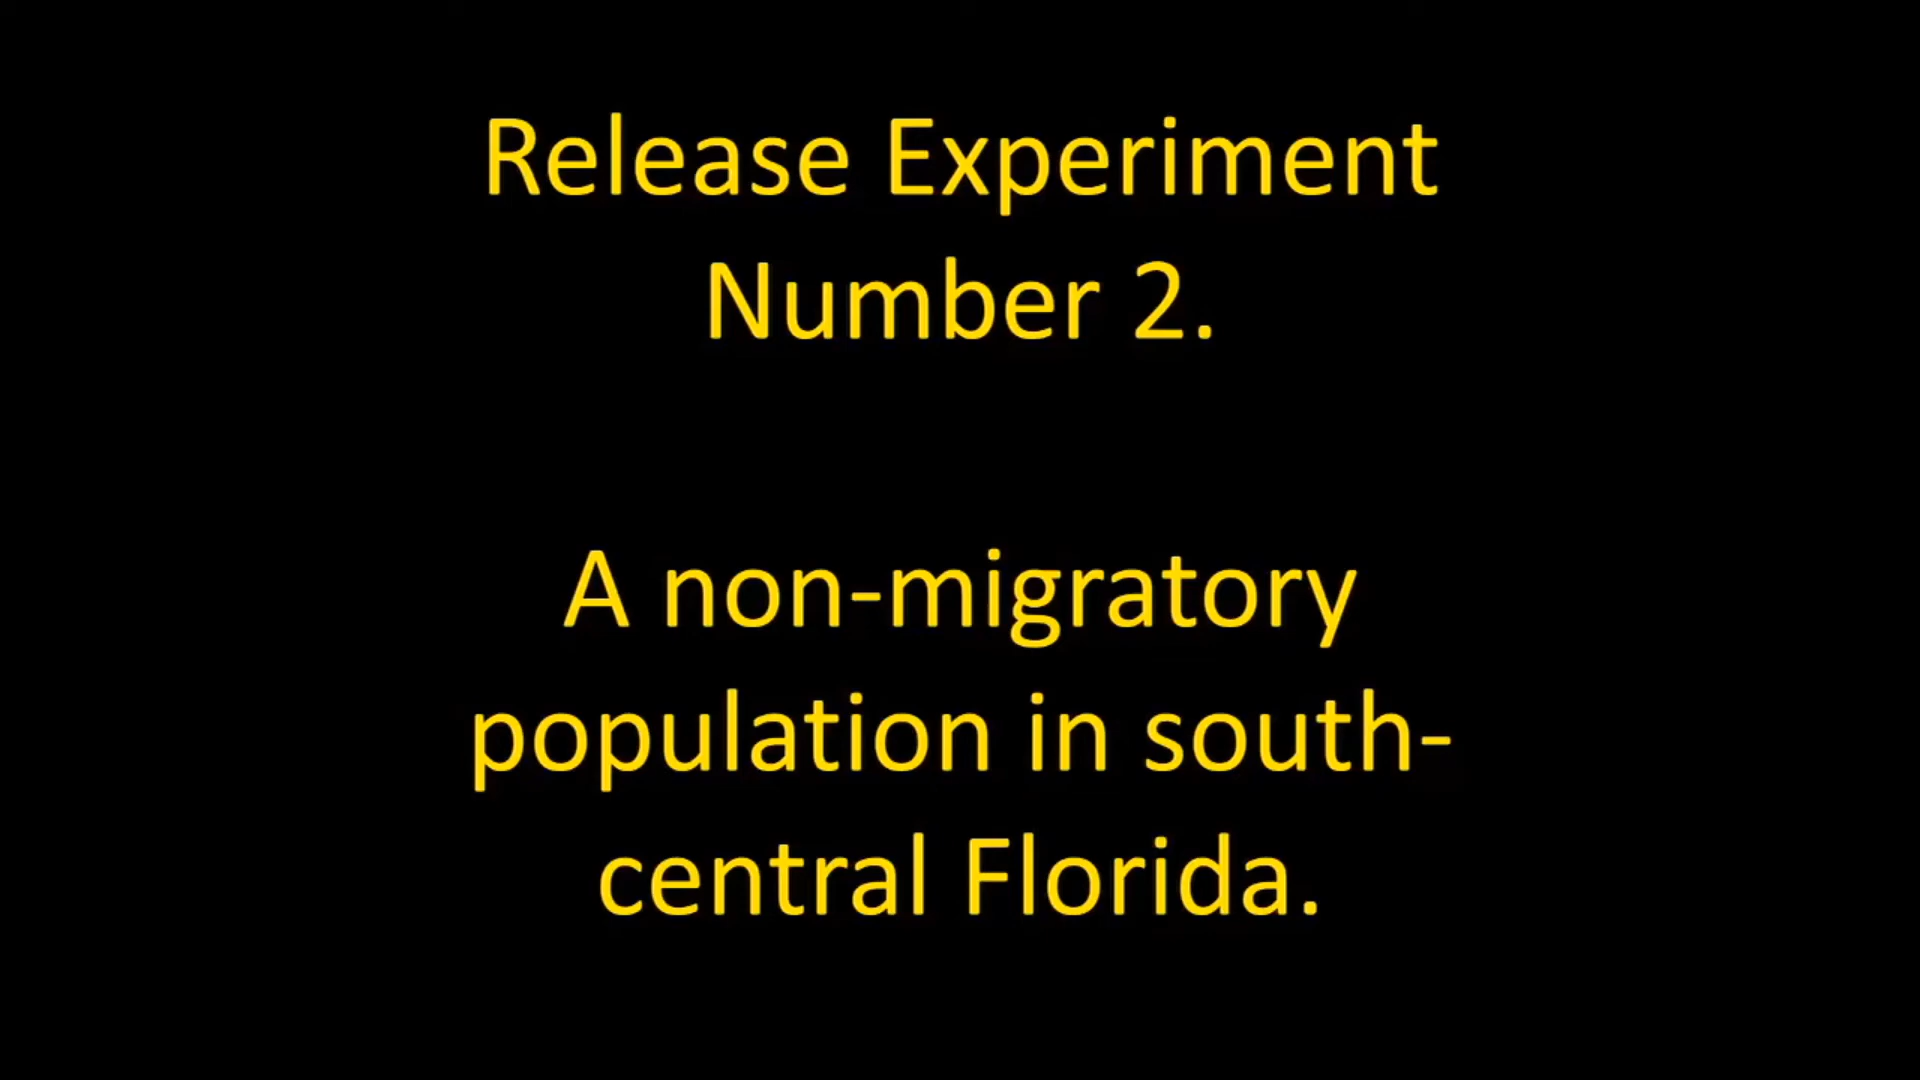 Release Experiment
Number 2.
A non-migratory
population in south-
central Florida.